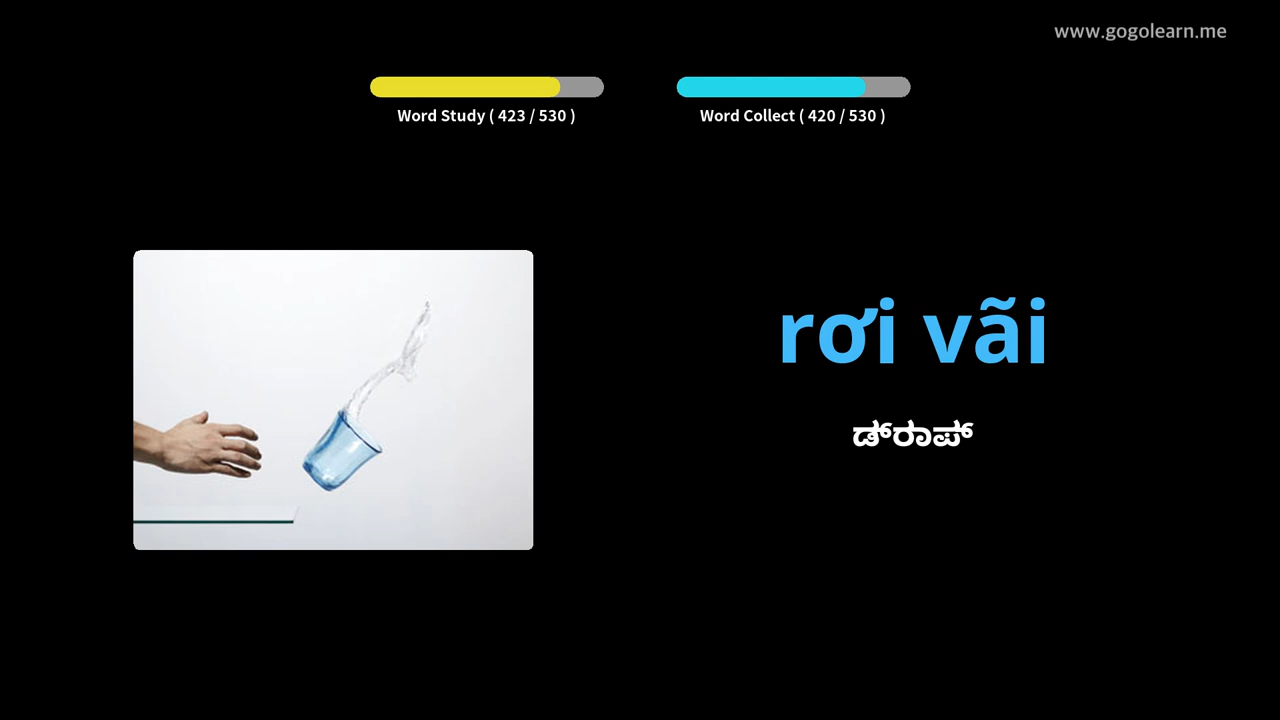 www.gogolearn.me
Word Study ( 423 / 530 )
Word Collect ( 420 / 530 )
rơi vãi
ಡ್ರಾಪ್